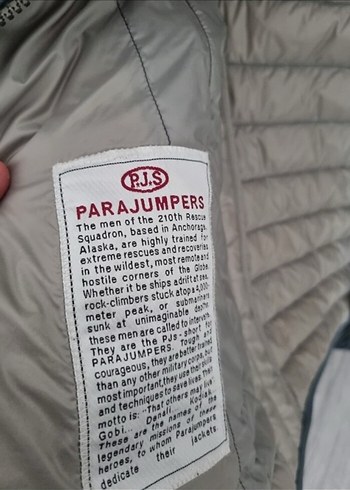 P.J.S
PARAJUMPERS
The men of the 210th Rescue
Squadron, based in Anchorage,
Alaska, are highly trained for
extreme rescues and recoveries
in the wildest, most remote and
hostile corners of the Globe.
Whether it be ships adrift at sea,
rock-climbers stuck atop a 4,000-
meter peak, or submariners
sunk at unimaginable depths,
these men are called to intervene.
They are the PJs - short for
PARAJUMPERS. Tough and
courageous, they are better trained
than any other military corps, but
most important, they use their skills
and techniques to save lives. Their
motto is: "That others may live".
Gobi... Denali... Kodiak...
These are the names of the
legendary missions of these
heroes, to whom Parajumpers
dedicate their jackets